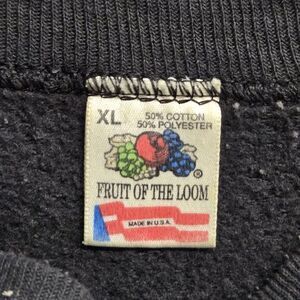 XL
50% COTTON
50% POLYESTER
®
FRUIT OF THE LOOM
MADE IN U.S.A.